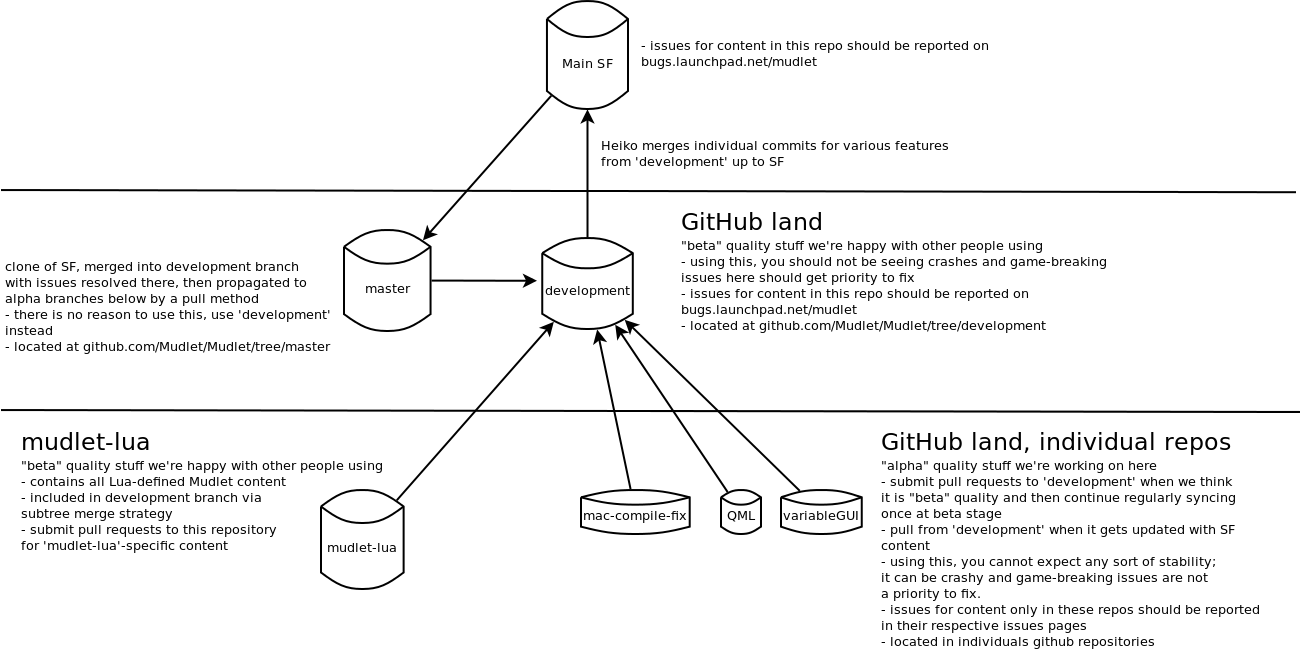 Main SF
- issues for content in this repo should be reported on
bugs.launchpad.net/mudlet
Heiko merges individual commits for various features
from 'development' up to SF
clone of SF, merged into development branch
with issues resolved there, then propagated to
alpha branches below by a pull method
- there is no reason to use this, use 'development'
instead
- located at github.com/Mudlet/Mudlet/tree/master
master
development
GitHub land
"beta" quality stuff we're happy with other people using
- using this, you should not be seeing crashes and game-breaking
issues here should get priority to fix
- issues for content in this repo should be reported on
bugs.launchpad.net/mudlet
- located at github.com/Mudlet/Mudlet/tree/development
mudlet-lua
"beta" quality stuff we're happy with other people using
- contains all Lua-defined Mudlet content
- included in development branch via
subtree merge strategy
- submit pull requests to this repository
for 'mudlet-lua'-specific content
mudlet-lua
mac-compile-fix
QML
variableGUI
GitHub land, individual repos
"alpha" quality stuff we're working on here
- submit pull requests to 'development' when we think
it is "beta" quality and then continue regularly syncing
once at beta stage
- pull from 'development' when it gets updated with SF
content
- using this, you cannot expect any sort of stability;
it can be crashy and game-breaking issues are not
a priority to fix.
- issues for content only in these repos should be reported
in their respective issues pages
- located in individuals github repositories